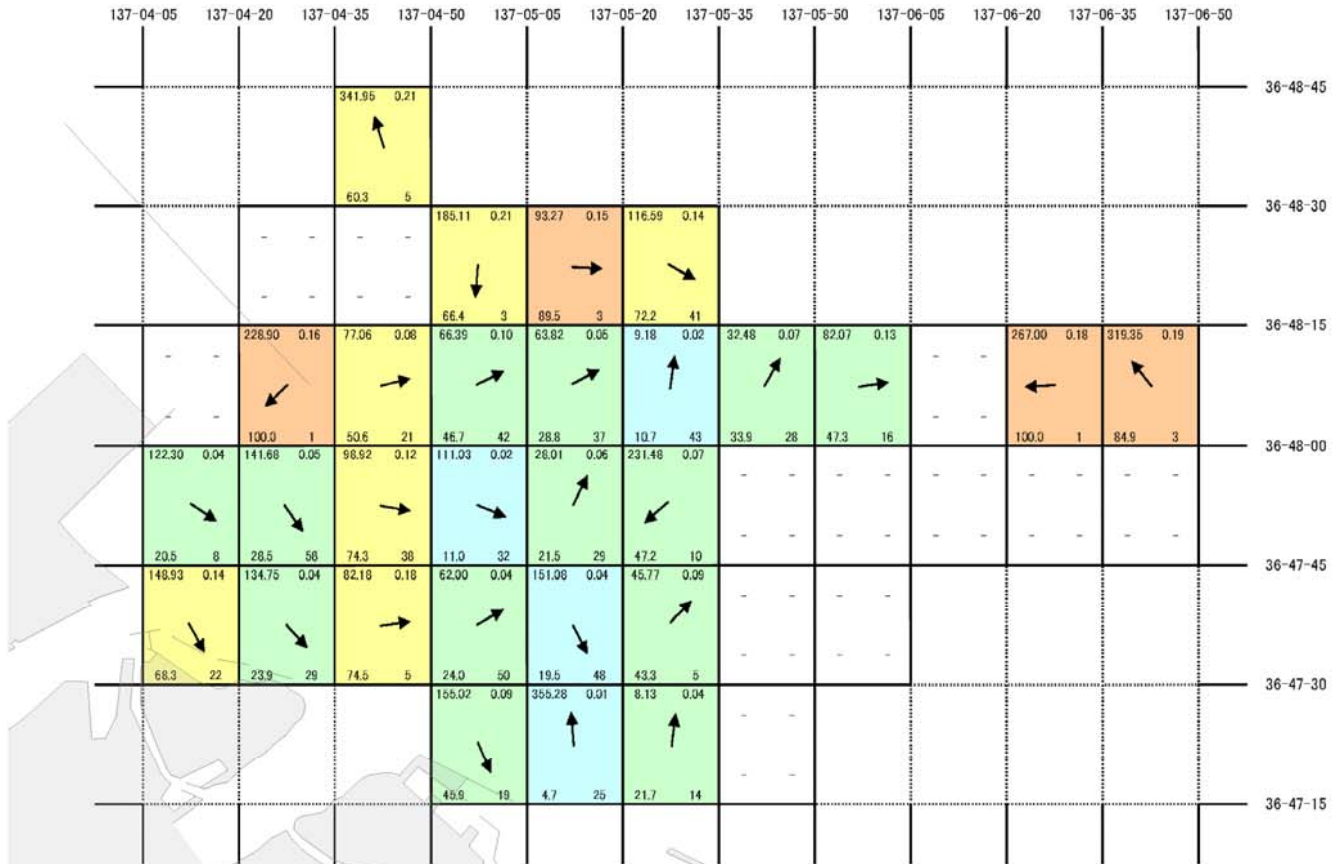 137-04-05 137-04-20 137-04-35 137-04-50 137-05-05 137-05-20 137-05-35 137-05-50 137-06-05 137-06-20 137-06-35 137-06-50
36-48-45
341.95 0.21
60.3 5
36-48-30
185.11 0.21 93.27 0.15 116.59 0.14
- - - -
- - - -
66.4 3 89.5 3 72.2 41
36-48-15
228.90 0.16 77.06 0.08 66.39 0.10 63.82 0.05 9.18 0.02 32.48 0.07 82.07 0.13 267.00 0.18 319.35 0.19
- - - -
- - - -
100.0 1 50.6 21 46.7 42 28.8 37 10.7 43 33.9 28 47.3 16 100.0 1 84.9 3
36-48-00
122.30 0.04 141.68 0.05 98.92 0.12 111.03 0.02 28.01 0.06 231.48 0.07
- - - - - - - - - -
- - - - - - - - - -
20.5 8 28.5 58 74.3 38 11.0 32 21.5 29 47.2 10
36-47-45
148.93 0.14 134.75 0.04 82.18 0.18 62.00 0.04 151.08 0.04 45.77 0.09
- - - -
- - - -
68.3 22 23.9 29 74.5 5 24.0 50 19.5 48 43.3 5
36-47-30
155.02 0.09 355.28 0.01 8.13 0.04
- -
- -
45.9 19 4.7 25 21.7 14
36-47-15